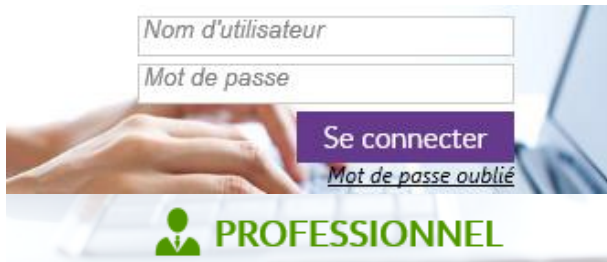 Nom d'utilisateur
Mot de passe
Se connecter
Mot de passe oublié
PROFESSIONNEL